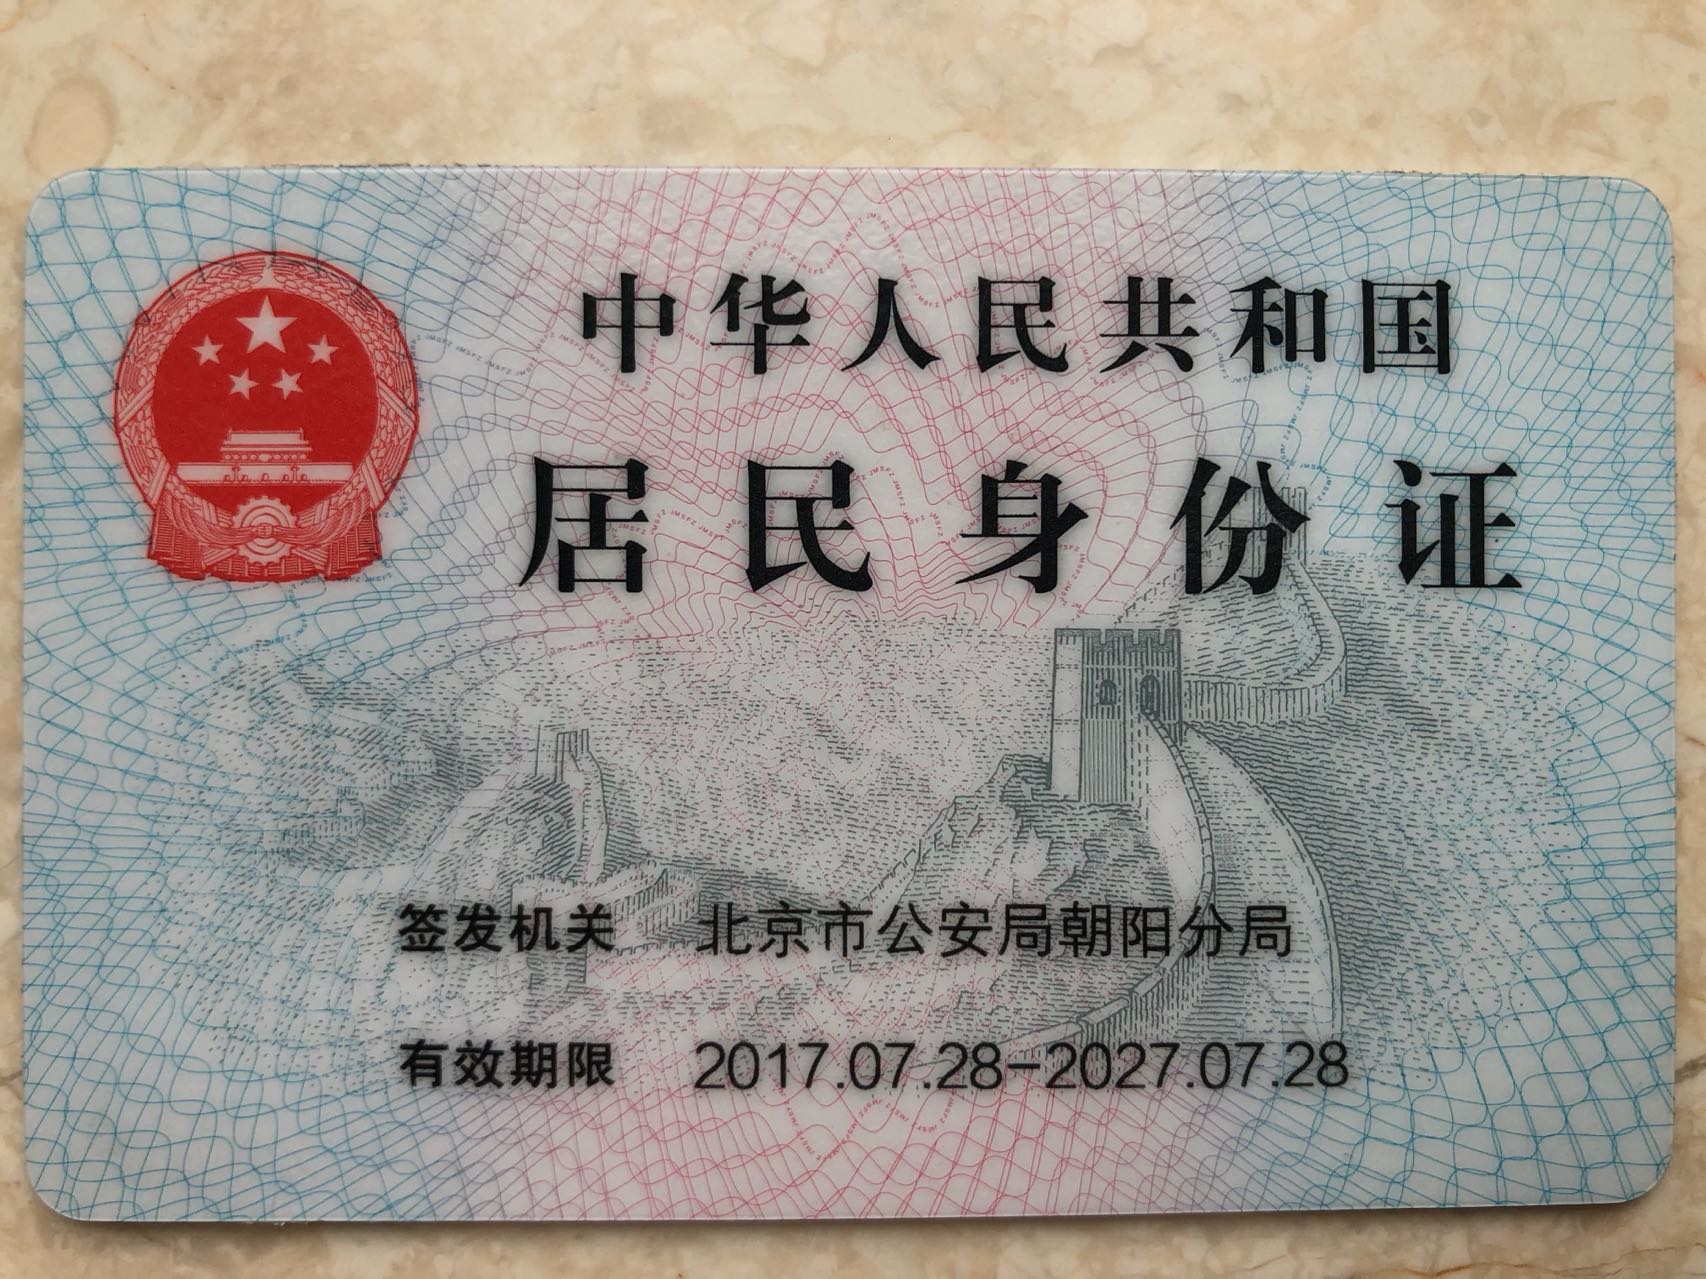 中华人民共和国
居民身份证
签发机关 北京市公安局朝阳分局
有效期限 2017.07.28-2027.07.28